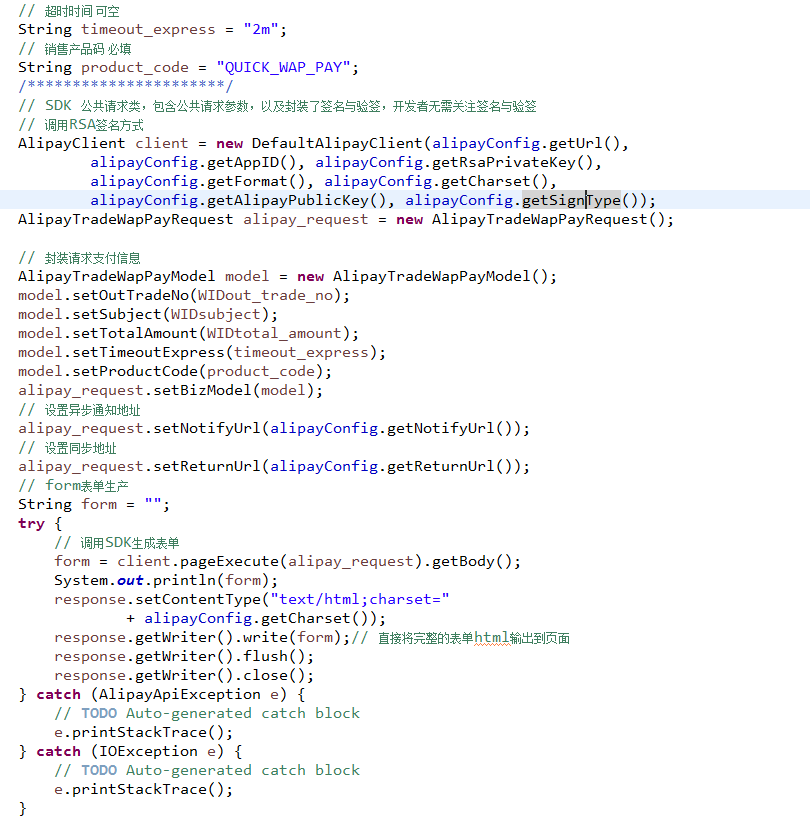 // 超时时间 可空
String timeout_express = "2m";
// 销售产品码 必填
String product_code = "QUICK_WAP_PAY";
/**********************/
// SDK 公共请求类，包含公共请求参数，以及封装了签名与验签，开发者无需关注签名与验签
// 调用RSA签名方式
AlipayClient client = new DefaultAlipayClient(alipayConfig.getUrl(),
alipayConfig.getAppID(), alipayConfig.getRsaPrivateKey(),
alipayConfig.getFormat(), alipayConfig.getCharset(),
alipayConfig.getAlipayPublicKey(), alipayConfig.getSignType());
AlipayTradeWapPayRequest alipay_request = new AlipayTradeWapPayRequest();
// 封装请求支付信息
AlipayTradeWapPayModel model = new AlipayTradeWapPayModel();
model.setOutTradeNo(WIDout_trade_no);
model.setSubject(WIDsubject);
model.setTotalAmount(WIDtotal_amount);
model.setTimeoutExpress(timeout_express);
model.setProductCode(product_code);
alipay_request.setBizModel(model);
// 设置异步通知地址
alipay_request.setNotifyUrl(alipayConfig.getNotifyUrl());
// 设置同步地址
alipay_request.setReturnUrl(alipayConfig.getReturnUrl());
// form表单生产
String form = "";
try {
// 调用SDK生成表单
form = client.pageExecute(alipay_request).getBody();
System.out.println(form);
response.setContentType("text/html;charset="
+ alipayConfig.getCharset());
response.getWriter().write(form);// 直接将完整的表单html输出到页面
response.getWriter().flush();
response.getWriter().close();
} catch (AlipayApiException e) {
// TODO Auto-generated catch block
e.printStackTrace();
} catch (IOException e) {
// TODO Auto-generated catch block
e.printStackTrace();
}